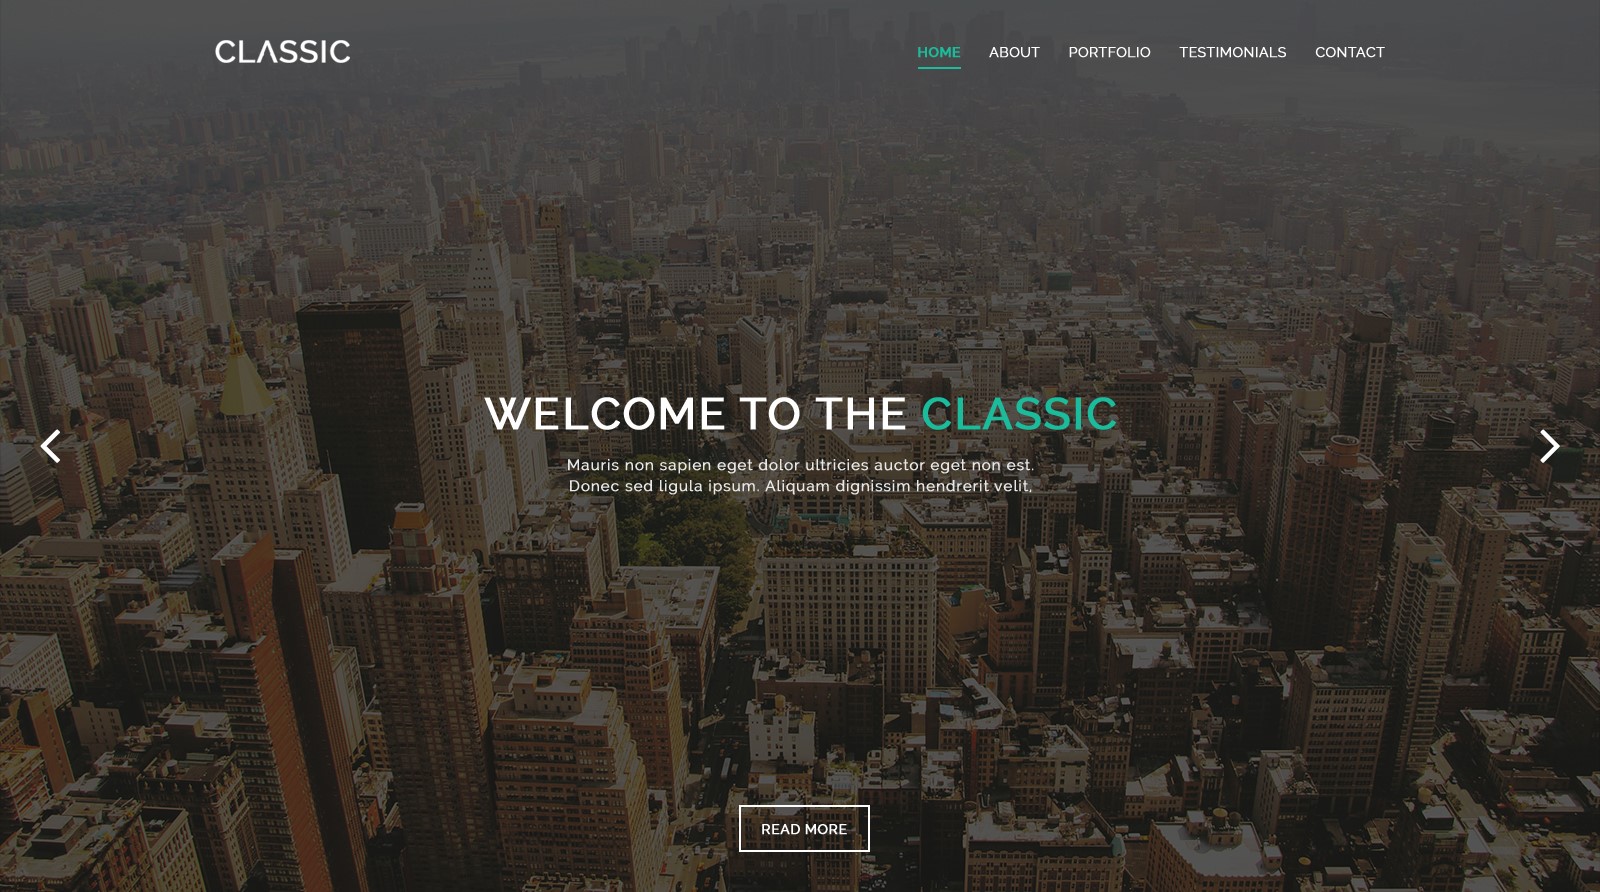 CLASSIC
HOME ABOUT PORTFOLIO TESTIMONIALS CONTACT
WELCOME TO THE CLASSIC
Mauris non sapien eget dolor ultricies auctor eget non est.
Donec sed ligula ipsum. Aliquam dignissim hendrerit velit,
READ MORE